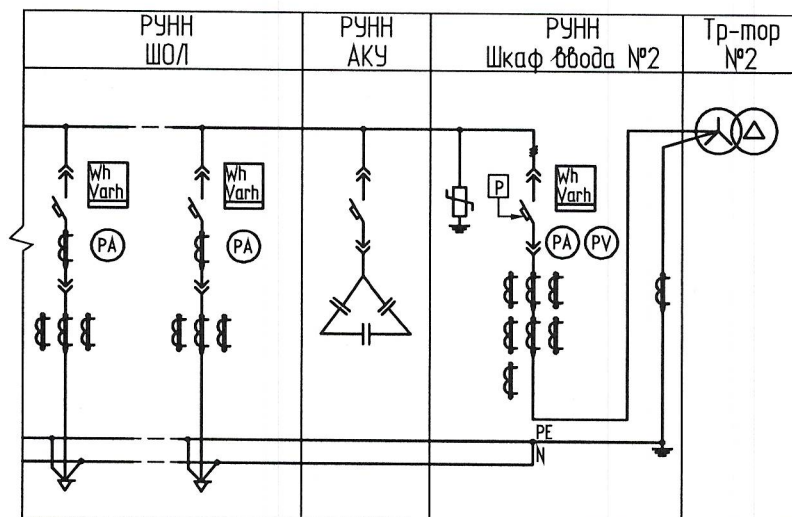 РУНН
ШОЛ
РУНН
АКУ
РУНН
Шкаф ввода №2
Тр-тор
№2
Wh
Varh
Wh
Varh
P
Wh
Varh
PA
PA
PA
PV
PE
N